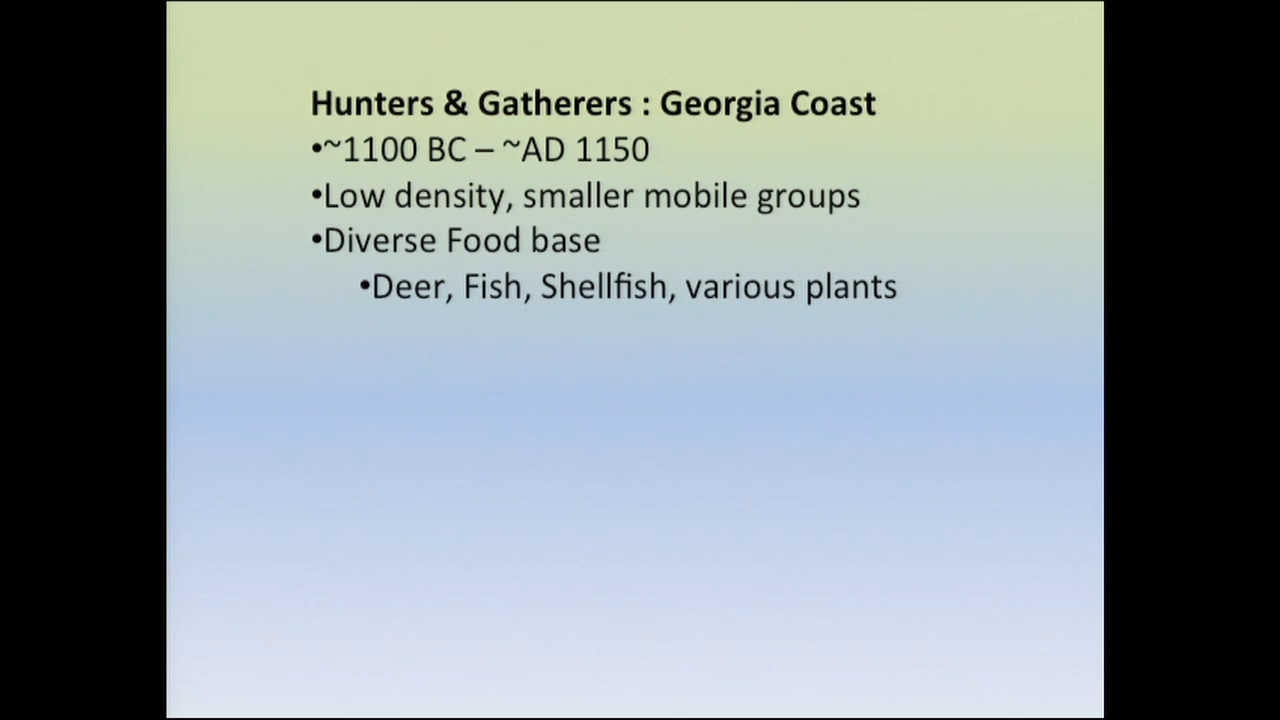 Hunters & Gatherers : Georgia Coast
•~1100 BC – ~AD 1150
•Low density, smaller mobile groups
•Diverse Food base
•Deer, Fish, Shellfish, various plants